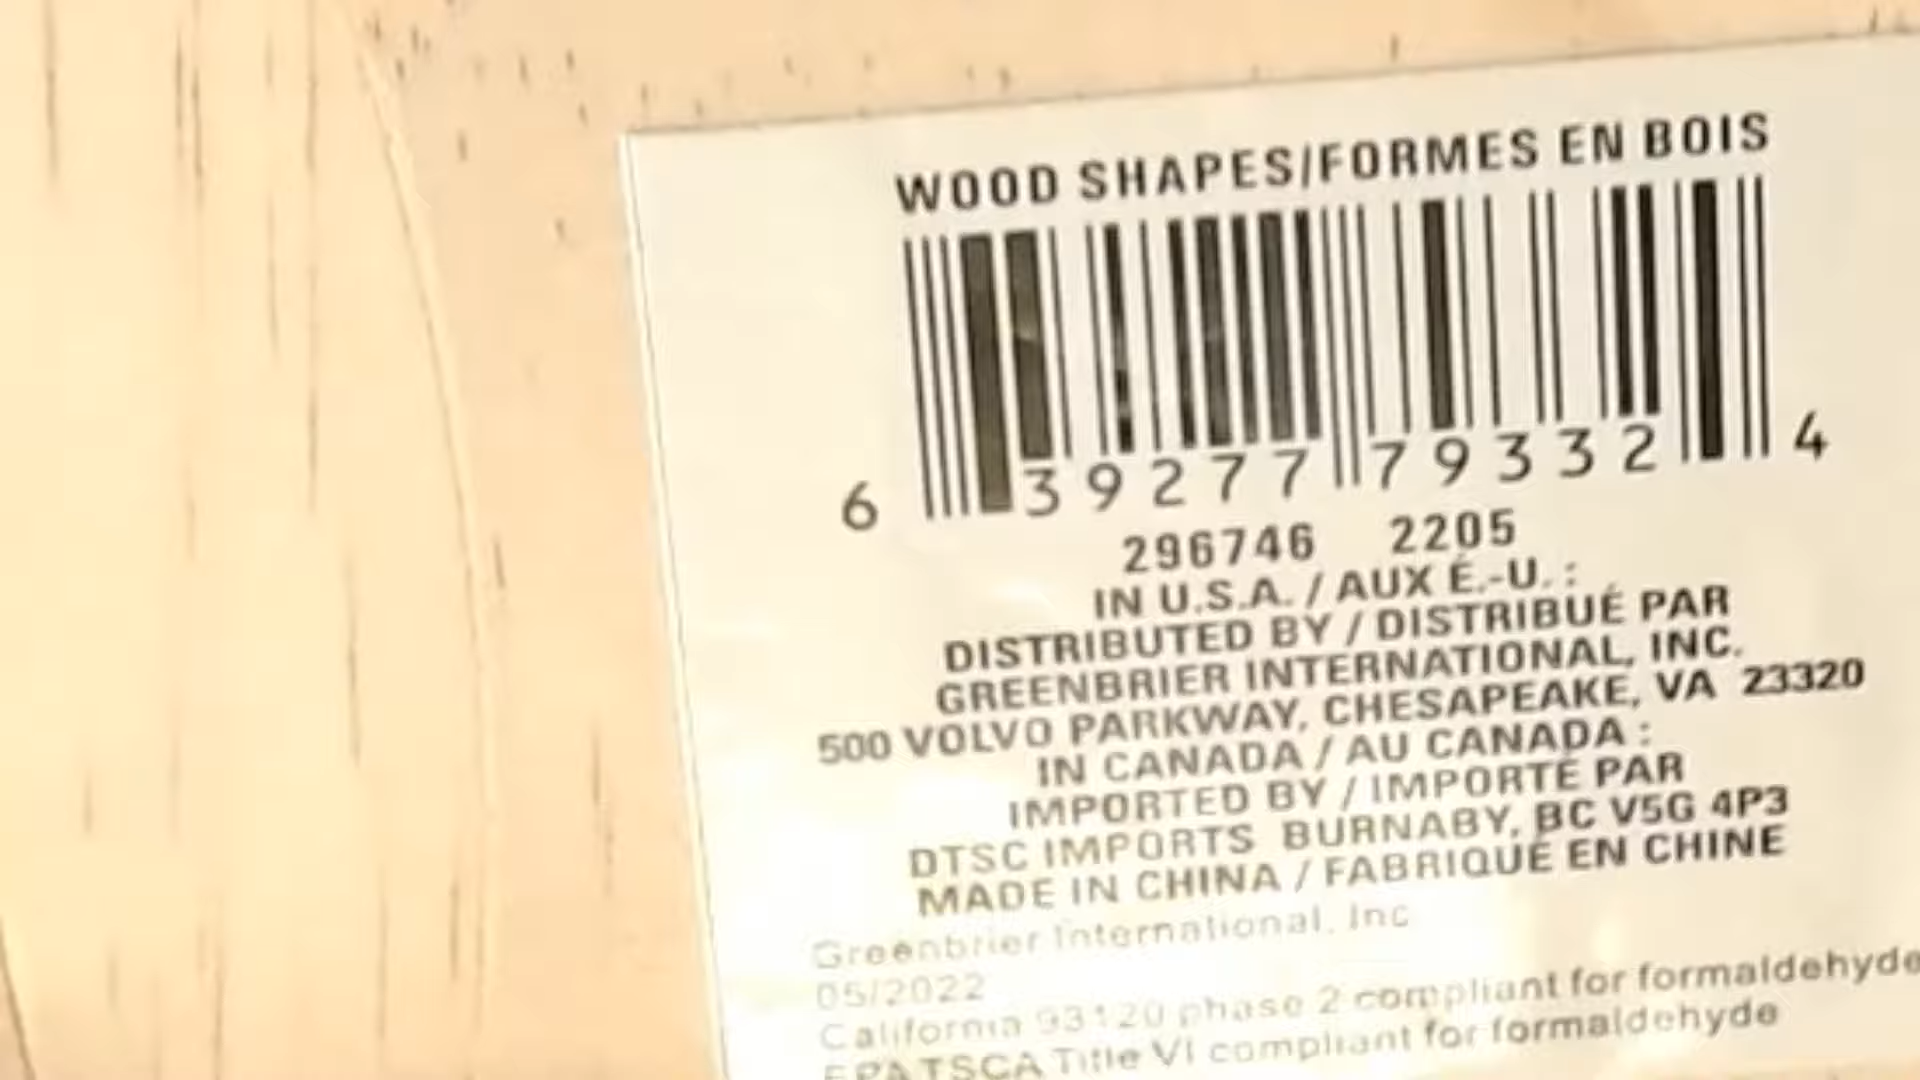 WOOD SHAPES/FORMES EN BOIS
6 39277 79332 4
296746 2205
IN U.S.A. / AUX É.-U. :
DISTRIBUTED BY / DISTRIBUÉ PAR
GREENBRIER INTERNATIONAL, INC.
500 VOLVO PARKWAY, CHESAPEAKE, VA 23320
IN CANADA / AU CANADA :
IMPORTED BY / IMPORTÉ PAR
DTSC IMPORTS BURNABY, BC V5G 4P3
MADE IN CHINA / FABRIQUÉ EN CHINE
Greenbrier International, Inc
05/2022
California 93120 phase 2 compliant for formaldehyde
EPA TSCA Title VI compliant for formaldehyde